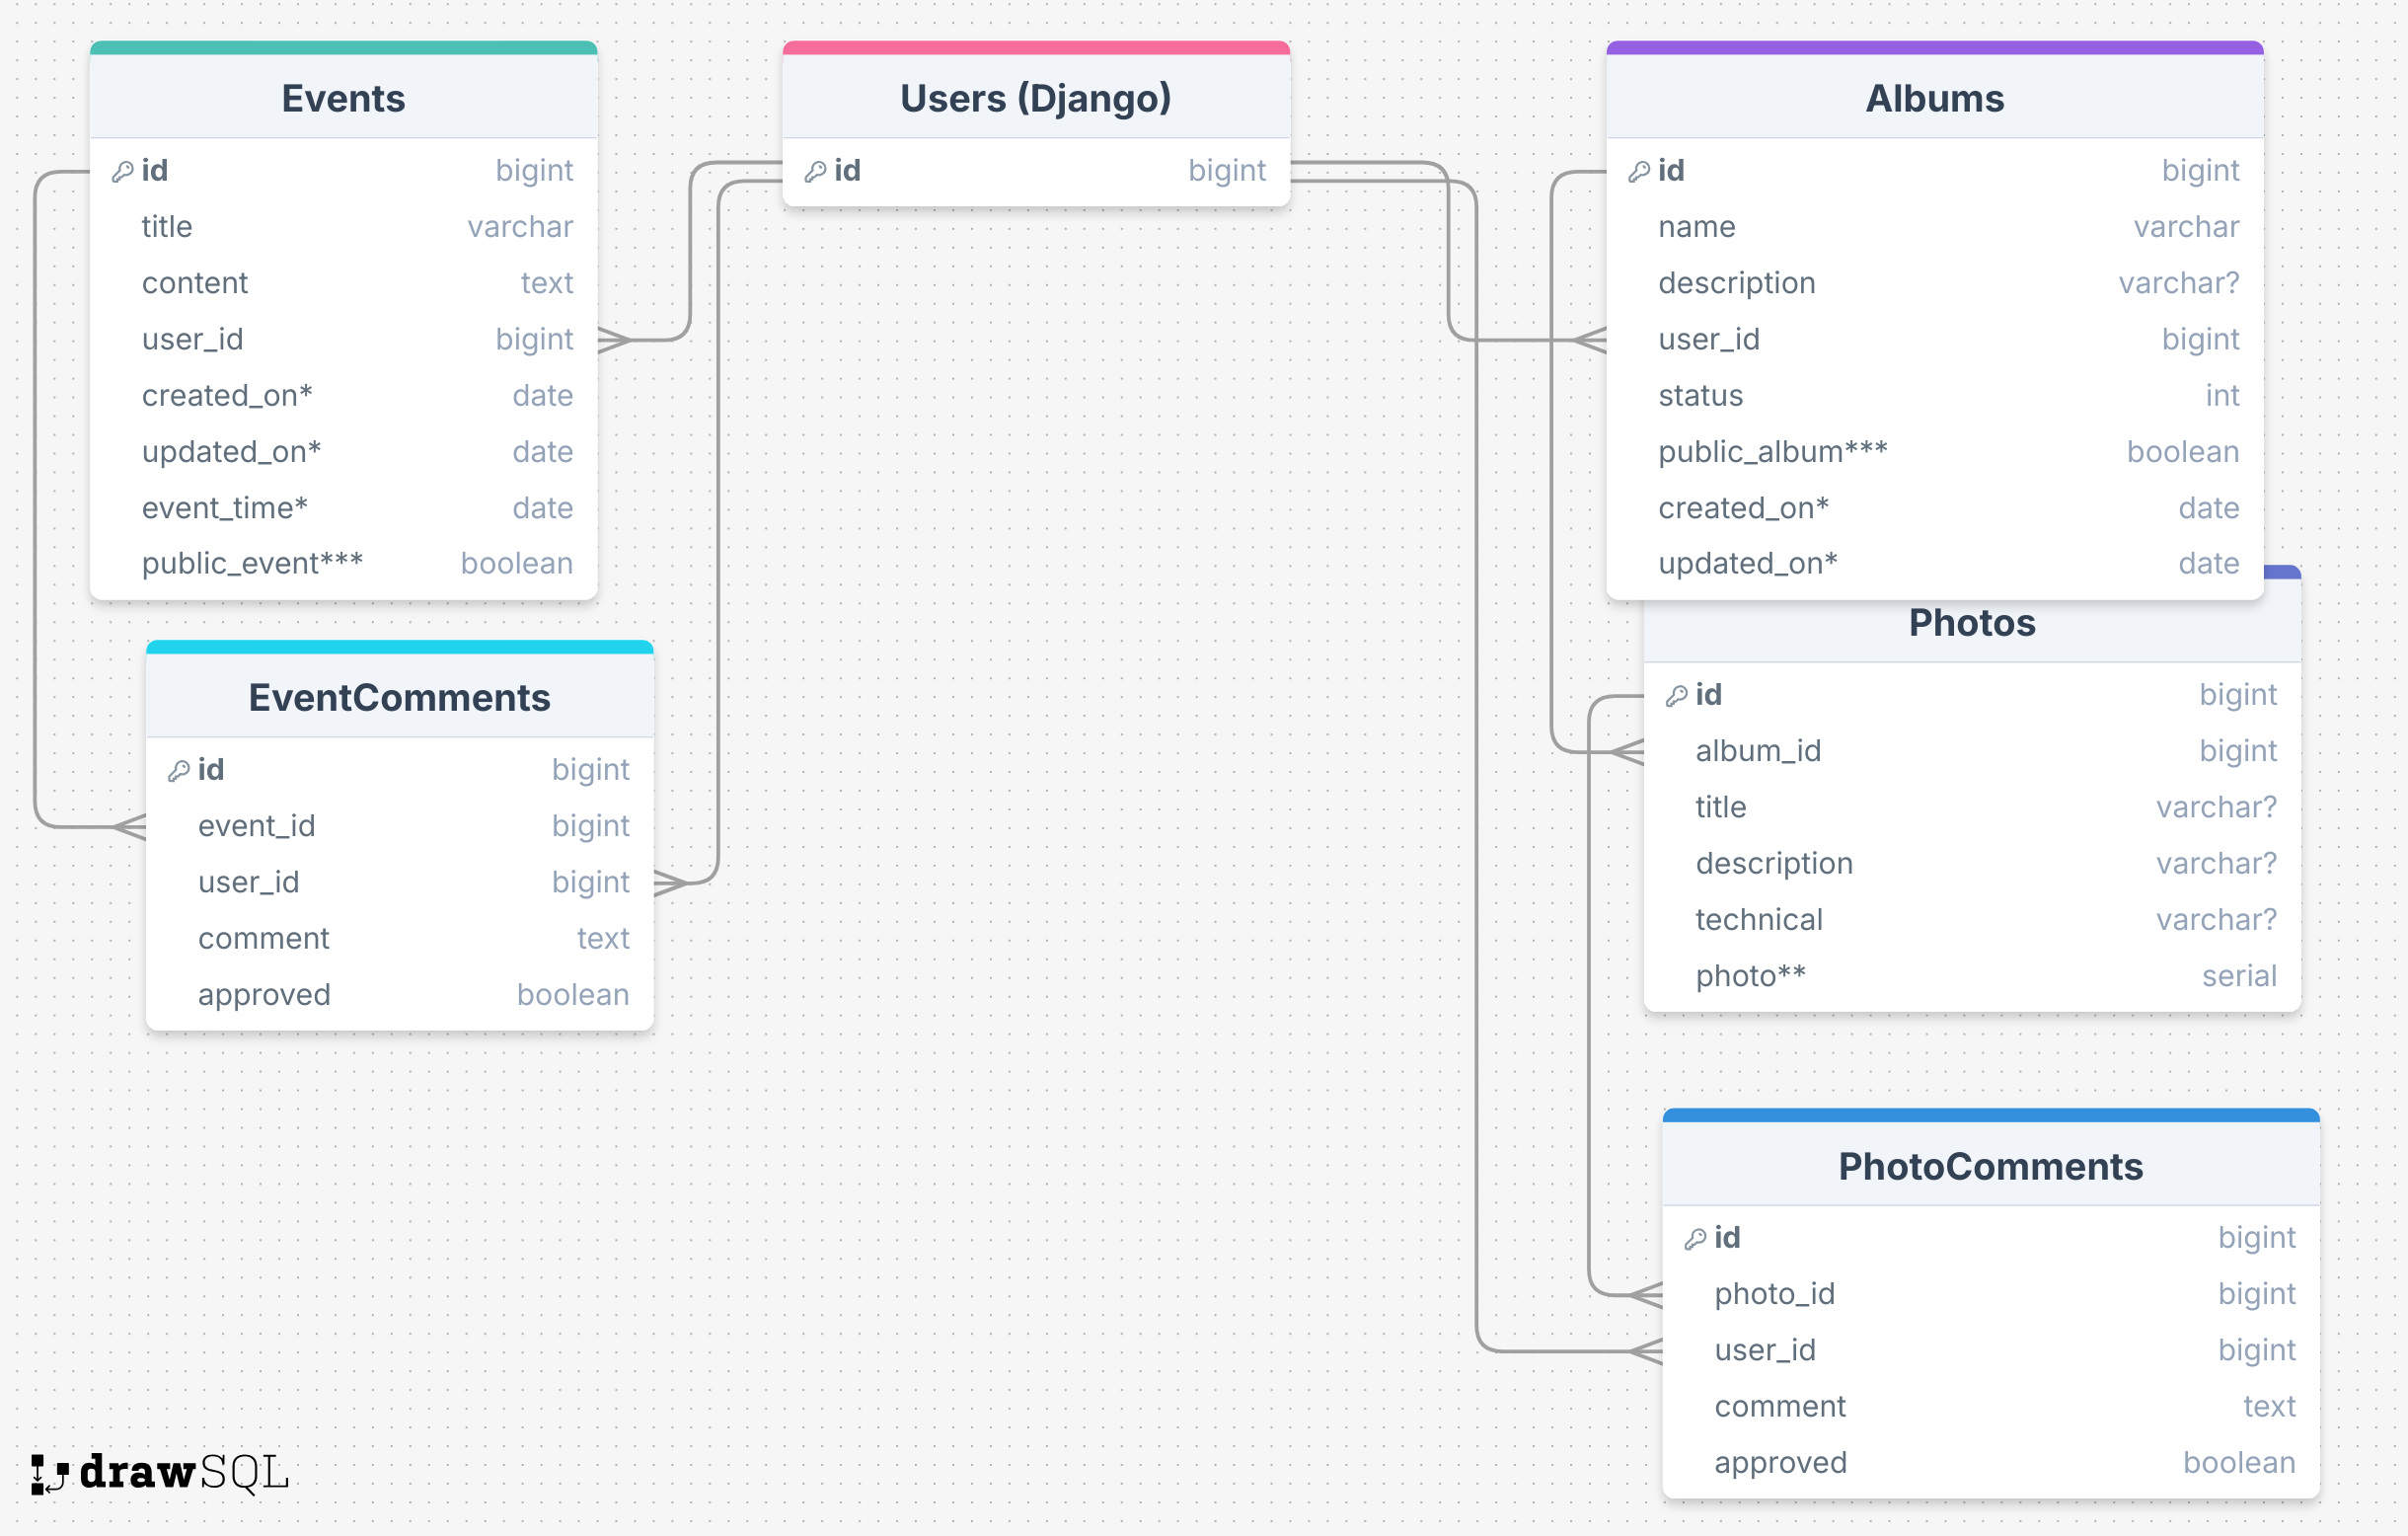 Events
id bigint
title varchar
content text
user_id bigint
created_on* date
updated_on* date
event_time* date
public_event*** boolean
EventComments
id bigint
event_id bigint
user_id bigint
comment text
approved boolean
Users (Django)
id bigint
Albums
id bigint
name varchar
description varchar?
user_id bigint
status int
public_album*** boolean
created_on* date
updated_on* date
Photos
id bigint
album_id bigint
title varchar?
description varchar?
technical varchar?
photo** serial
PhotoComments
id bigint
photo_id bigint
user_id bigint
comment text
approved boolean
drawSQL